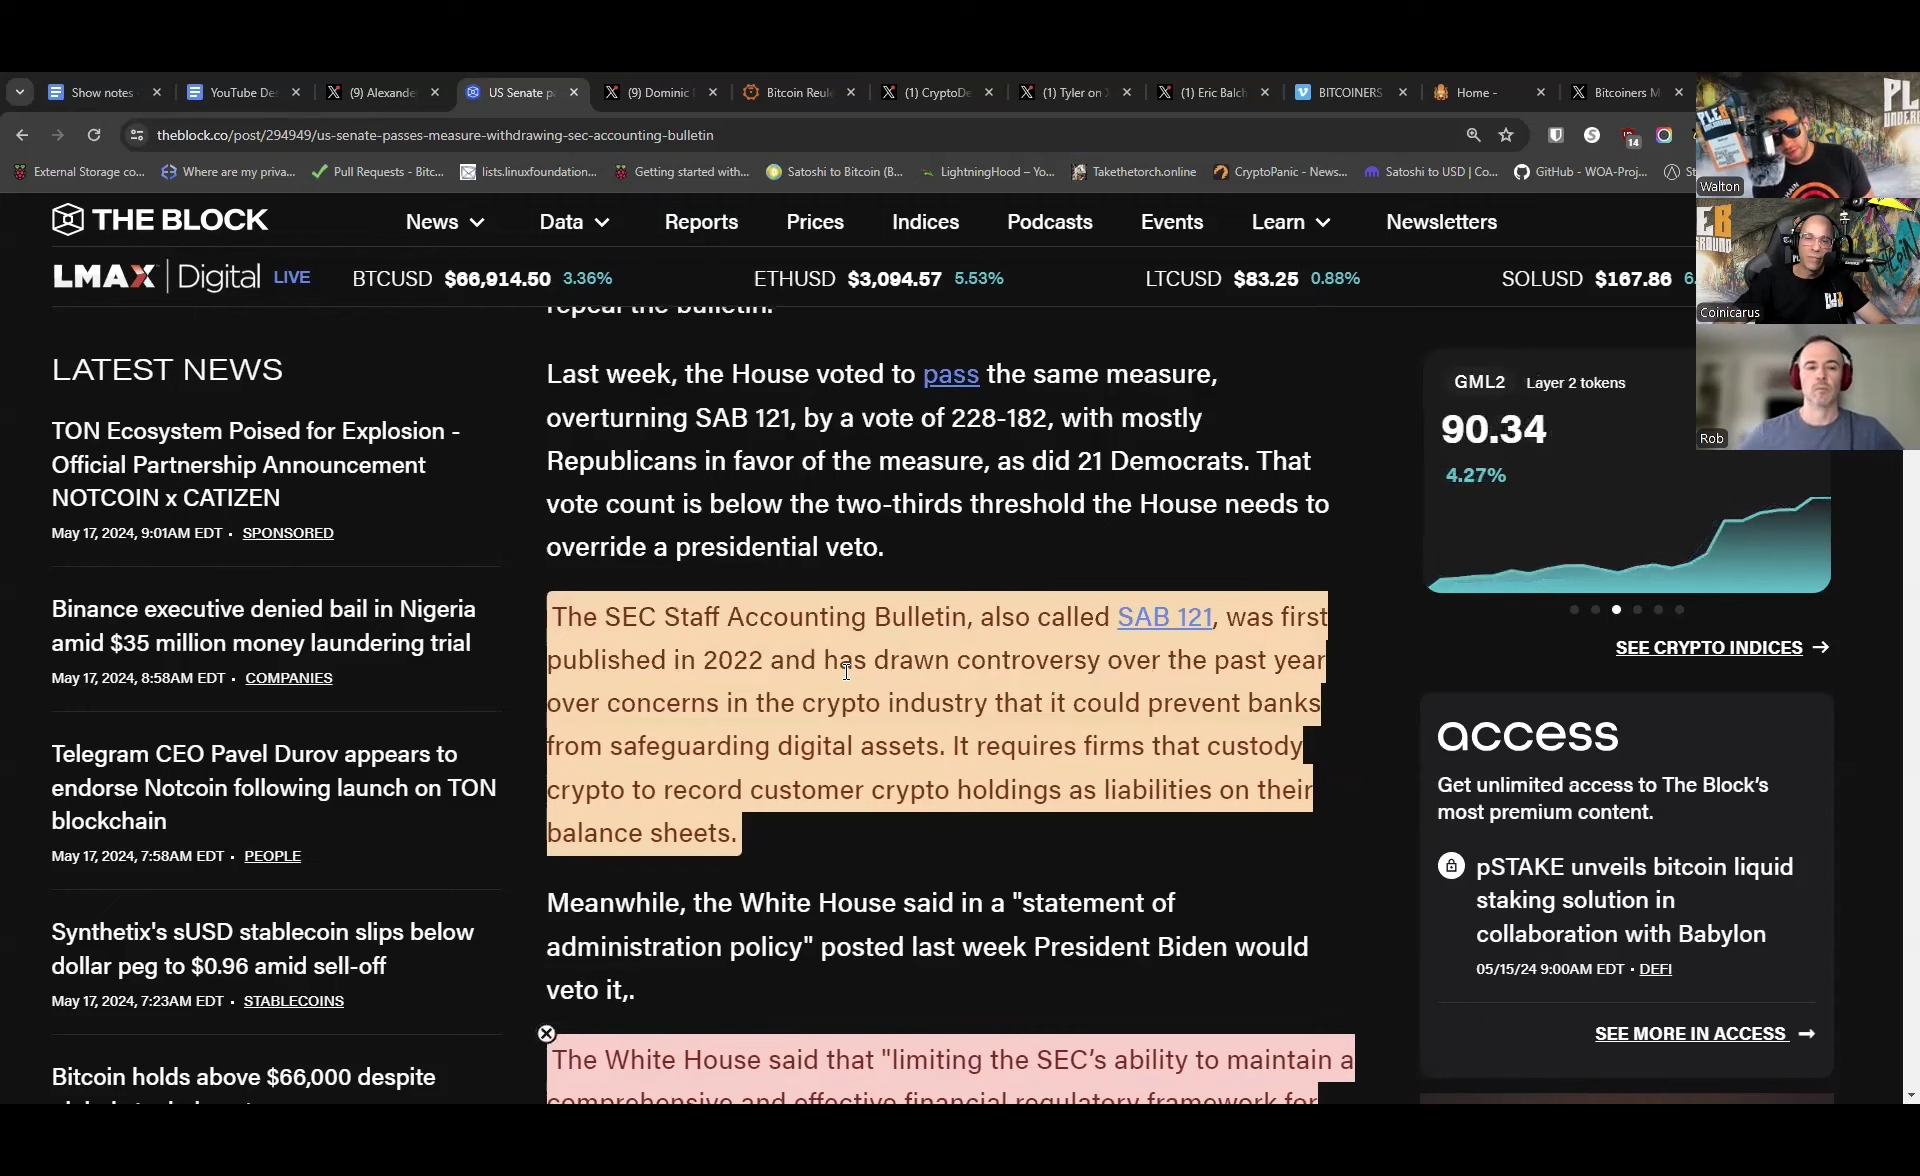 Show notes
YouTube De
(9) Alexande
US Senate pa
(9) Dominic
Bitcoin Reul
(1) CryptoDe
(1) Tyler on
(1) Eric Balch
BITCOINERS
Home -
Bitcoiners M
theblock.co/post/294949/us-senate-passes-measure-withdrawing-sec-accounting-bulletin
14
External Storage co...
Where are my priva...
Pull Requests - Bitc...
lists.linuxfoundation...
Getting started with...
Satoshi to Bitcoin (B...
LightningHood – Yo...
Takethetorch.online
CryptoPanic - News...
Satoshi to USD | Co...
GitHub - WOA-Proj...
Walton
Coinicarus
Rob
THE BLOCK
News
Data
Reports
Prices
Indices
Podcasts
Events
Learn
Newsletters
LMAX Digital LIVE
BTCUSD $66,914.50 3.36%
ETHUSD $3,094.57 5.53%
LTCUSD $83.25 0.88%
SOLUSD $167.86 6.
LATEST NEWS
TON Ecosystem Poised for Explosion -
Official Partnership Announcement
NOTCOIN x CATIZEN
May 17, 2024, 9:01AM EDT • SPONSORED
Binance executive denied bail in Nigeria
amid $35 million money laundering trial
May 17, 2024, 8:58AM EDT • COMPANIES
Telegram CEO Pavel Durov appears to
endorse Notcoin following launch on TON
blockchain
May 17, 2024, 7:58AM EDT • PEOPLE
Synthetix's sUSD stablecoin slips below
dollar peg to $0.96 amid sell-off
May 17, 2024, 7:23AM EDT • STABLECOINS
Bitcoin holds above $66,000 despite
repeal the bulletin.
Last week, the House voted to pass the same measure,
overturning SAB 121, by a vote of 228-182, with mostly
Republicans in favor of the measure, as did 21 Democrats. That
vote count is below the two-thirds threshold the House needs to
override a presidential veto.
The SEC Staff Accounting Bulletin, also called SAB 121, was first
published in 2022 and has drawn controversy over the past year
over concerns in the crypto industry that it could prevent banks
from safeguarding digital assets. It requires firms that custody
crypto to record customer crypto holdings as liabilities on their
balance sheets.
Meanwhile, the White House said in a "statement of
administration policy" posted last week President Biden would
veto it,.
The White House said that "limiting the SEC’s ability to maintain a
comprehensive and effective financial regulatory framework for
GML2 Layer 2 tokens
90.34
4.27%
SEE CRYPTO INDICES
access
Get unlimited access to The Block’s
most premium content.
pSTAKE unveils bitcoin liquid
staking solution in
collaboration with Babylon
05/15/24 9:00AM EDT • DEFI
SEE MORE IN ACCESS